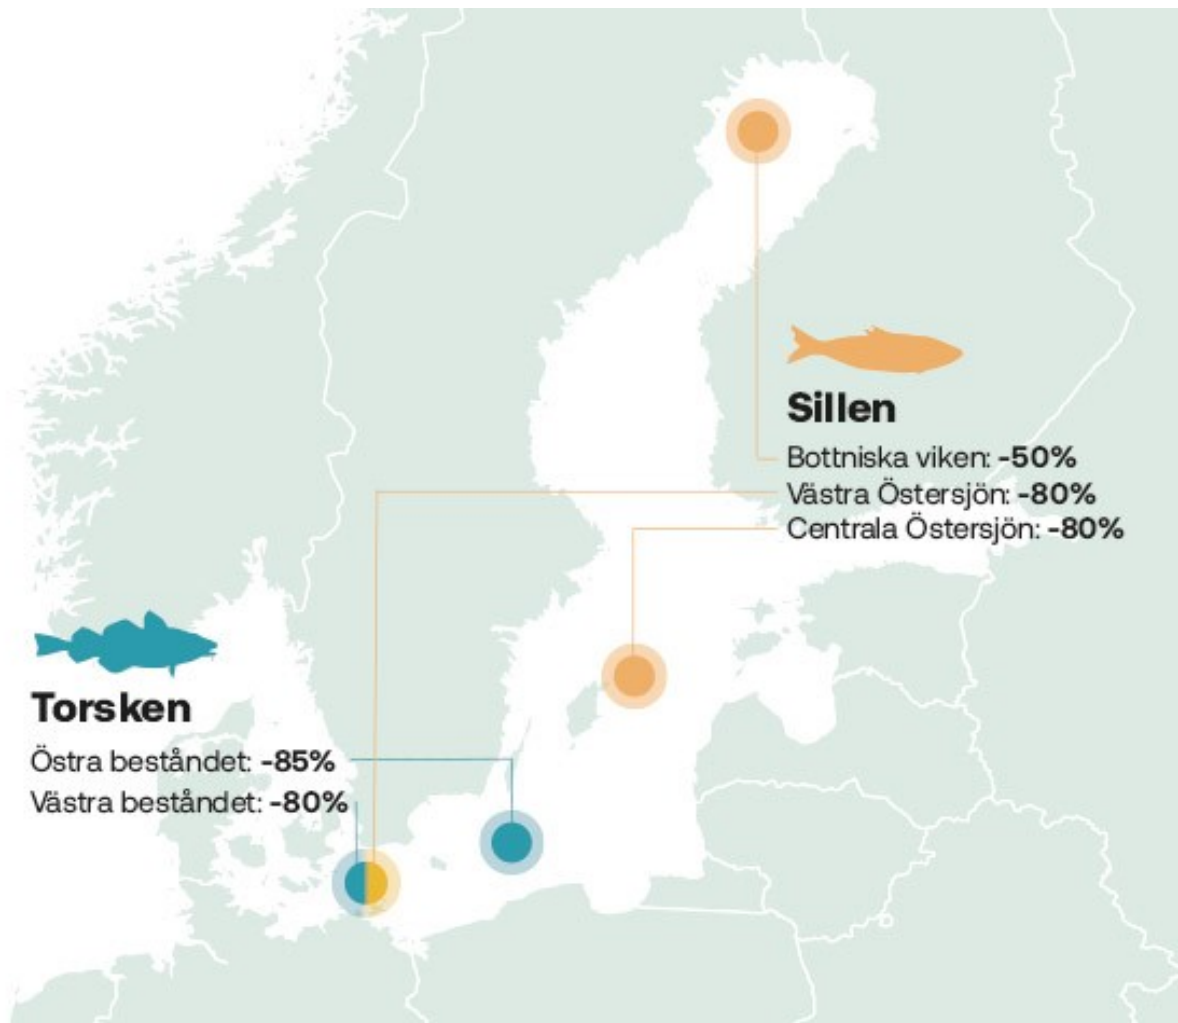 Sillen
Bottniska viken: -50%
Västra Östersjön: -80%
Centrala Östersjön: -80%
Torsken
Östra beståndet: -85%
Västra beståndet: -80%